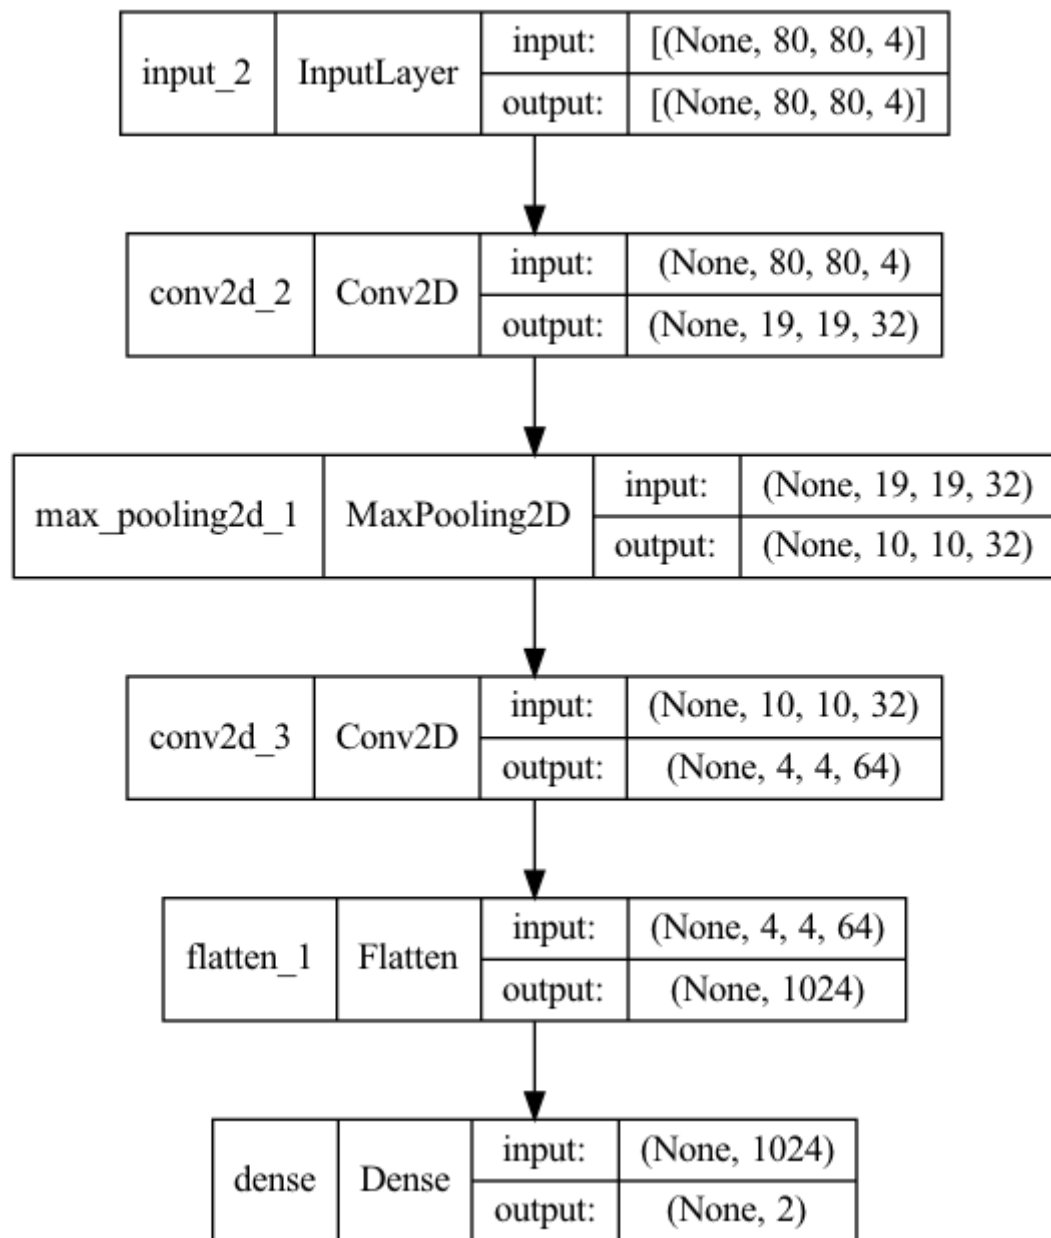 input_2 InputLayer input: [(None, 80, 80, 4)]
output: [(None, 80, 80, 4)]
conv2d_2 Conv2D input: (None, 80, 80, 4)
output: (None, 19, 19, 32)
max_pooling2d_1 MaxPooling2D input: (None, 19, 19, 32)
output: (None, 10, 10, 32)
conv2d_3 Conv2D input: (None, 10, 10, 32)
output: (None, 4, 4, 64)
flatten_1 Flatten input: (None, 4, 4, 64)
output: (None, 1024)
dense Dense input: (None, 1024)
output: (None, 2)